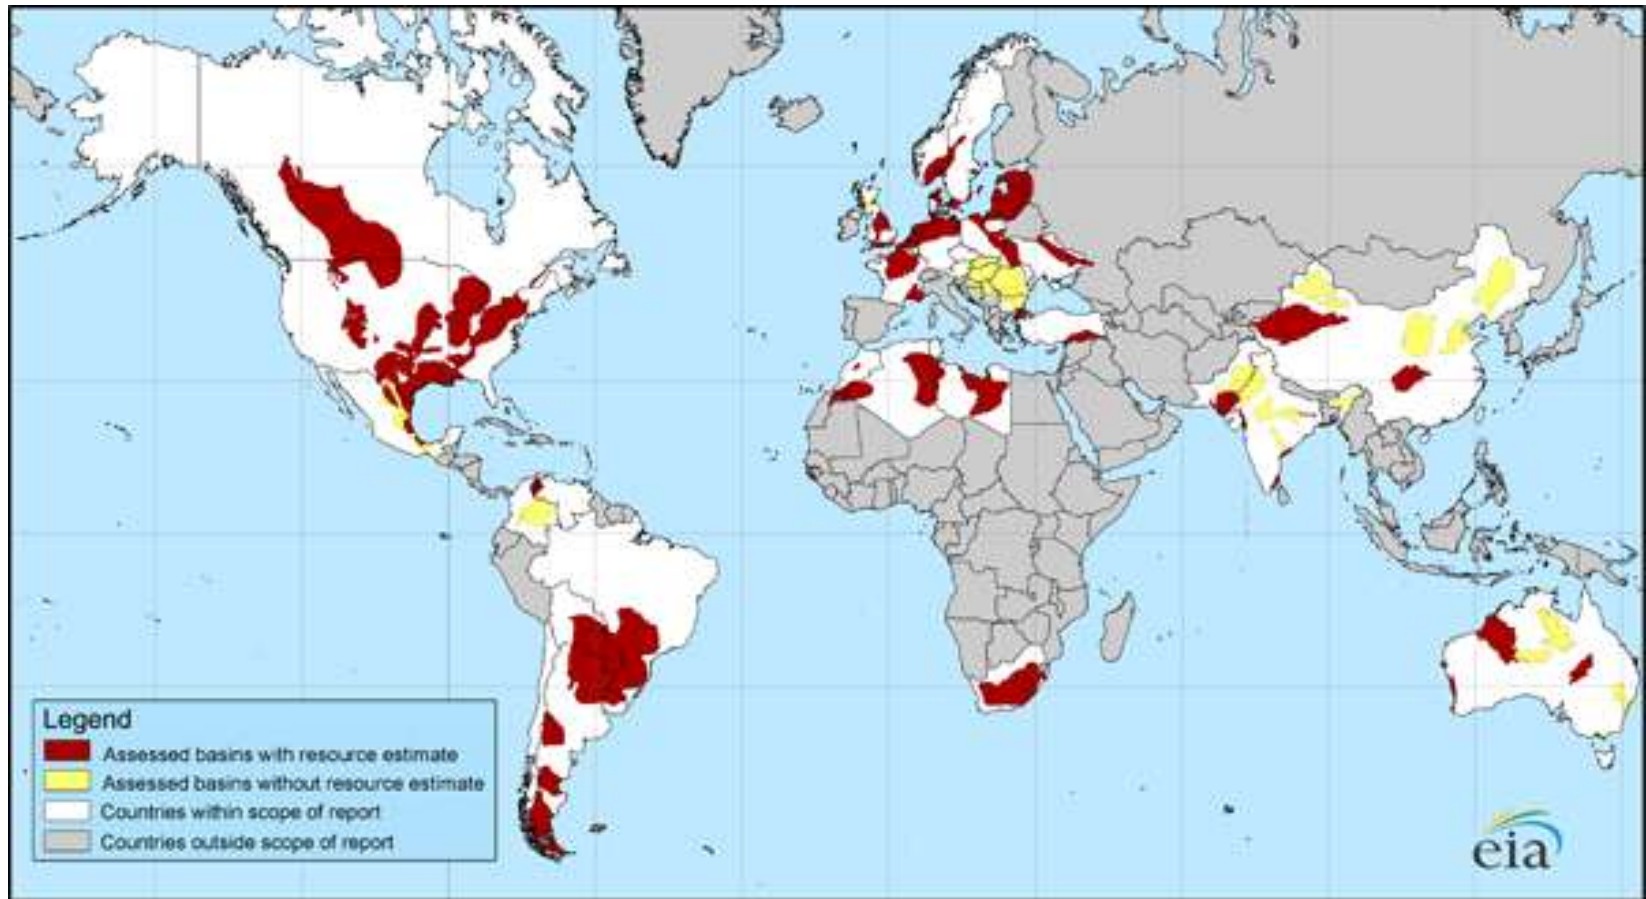 Legend
Assessed basins with resource estimate
Assessed basins without resource estimate
Countries within scope of report
Countries outside scope of report
eia